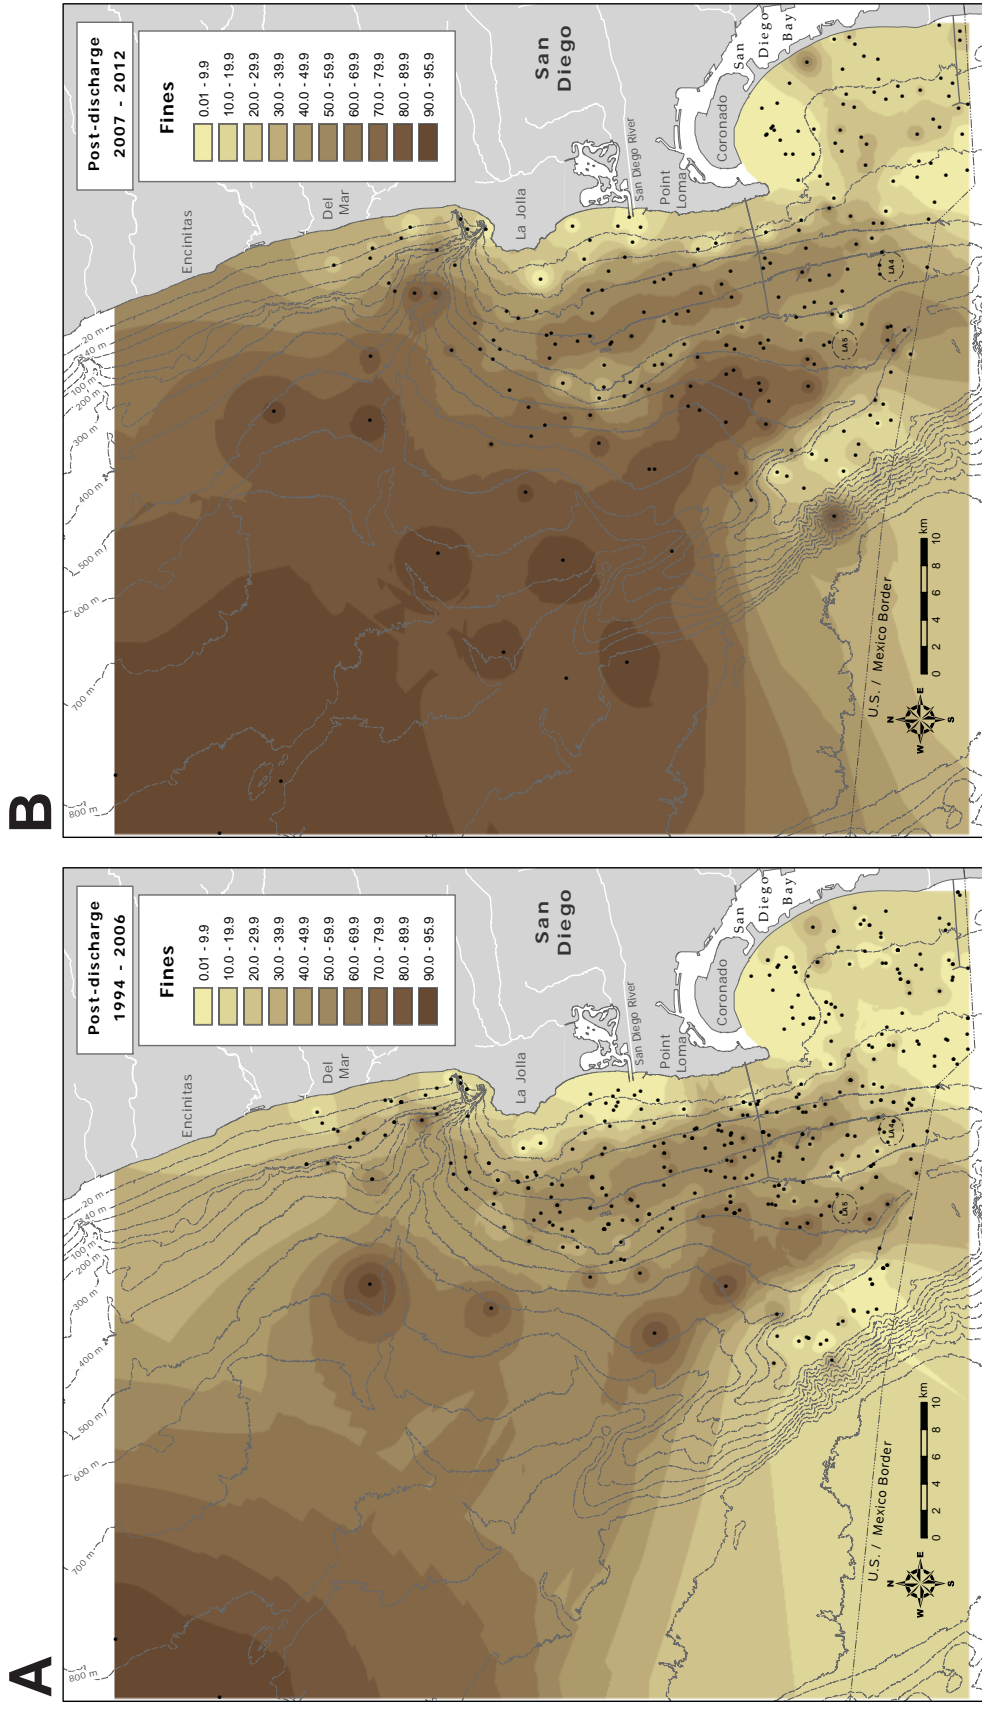 B
Post-discharge
2007 - 2012
Fines
0.01 - 9.9
10.0 - 19.9
20.0 - 29.9
30.0 - 39.9
40.0 - 49.9
50.0 - 59.9
60.0 - 69.9
70.0 - 79.9
80.0 - 89.9
90.0 - 95.9
Encinitas
Del
Mar
La Jolla
San
Diego
San Diego River
Point
Loma
Coronado
San
Diego
Bay
20 m
40 m
100 m
200 m
300 m
400 m
500 m
600 m
700 m
800 m
LA5
LA4
U.S. / Mexico Border
N
E
S
W
0 2 4 6 8 10
km
A
Post-discharge
1994 - 2006
Fines
0.01 - 9.9
10.0 - 19.9
20.0 - 29.9
30.0 - 39.9
40.0 - 49.9
50.0 - 59.9
60.0 - 69.9
70.0 - 79.9
80.0 - 89.9
90.0 - 95.9
Encinitas
Del
Mar
La Jolla
San
Diego
San Diego River
Point
Loma
Coronado
San
Diego
Bay
20 m
40 m
100 m
200 m
300 m
400 m
500 m
600 m
700 m
800 m
LA5
LA4
U.S. / Mexico Border
N
E
S
W
0 2 4 6 8 10
km